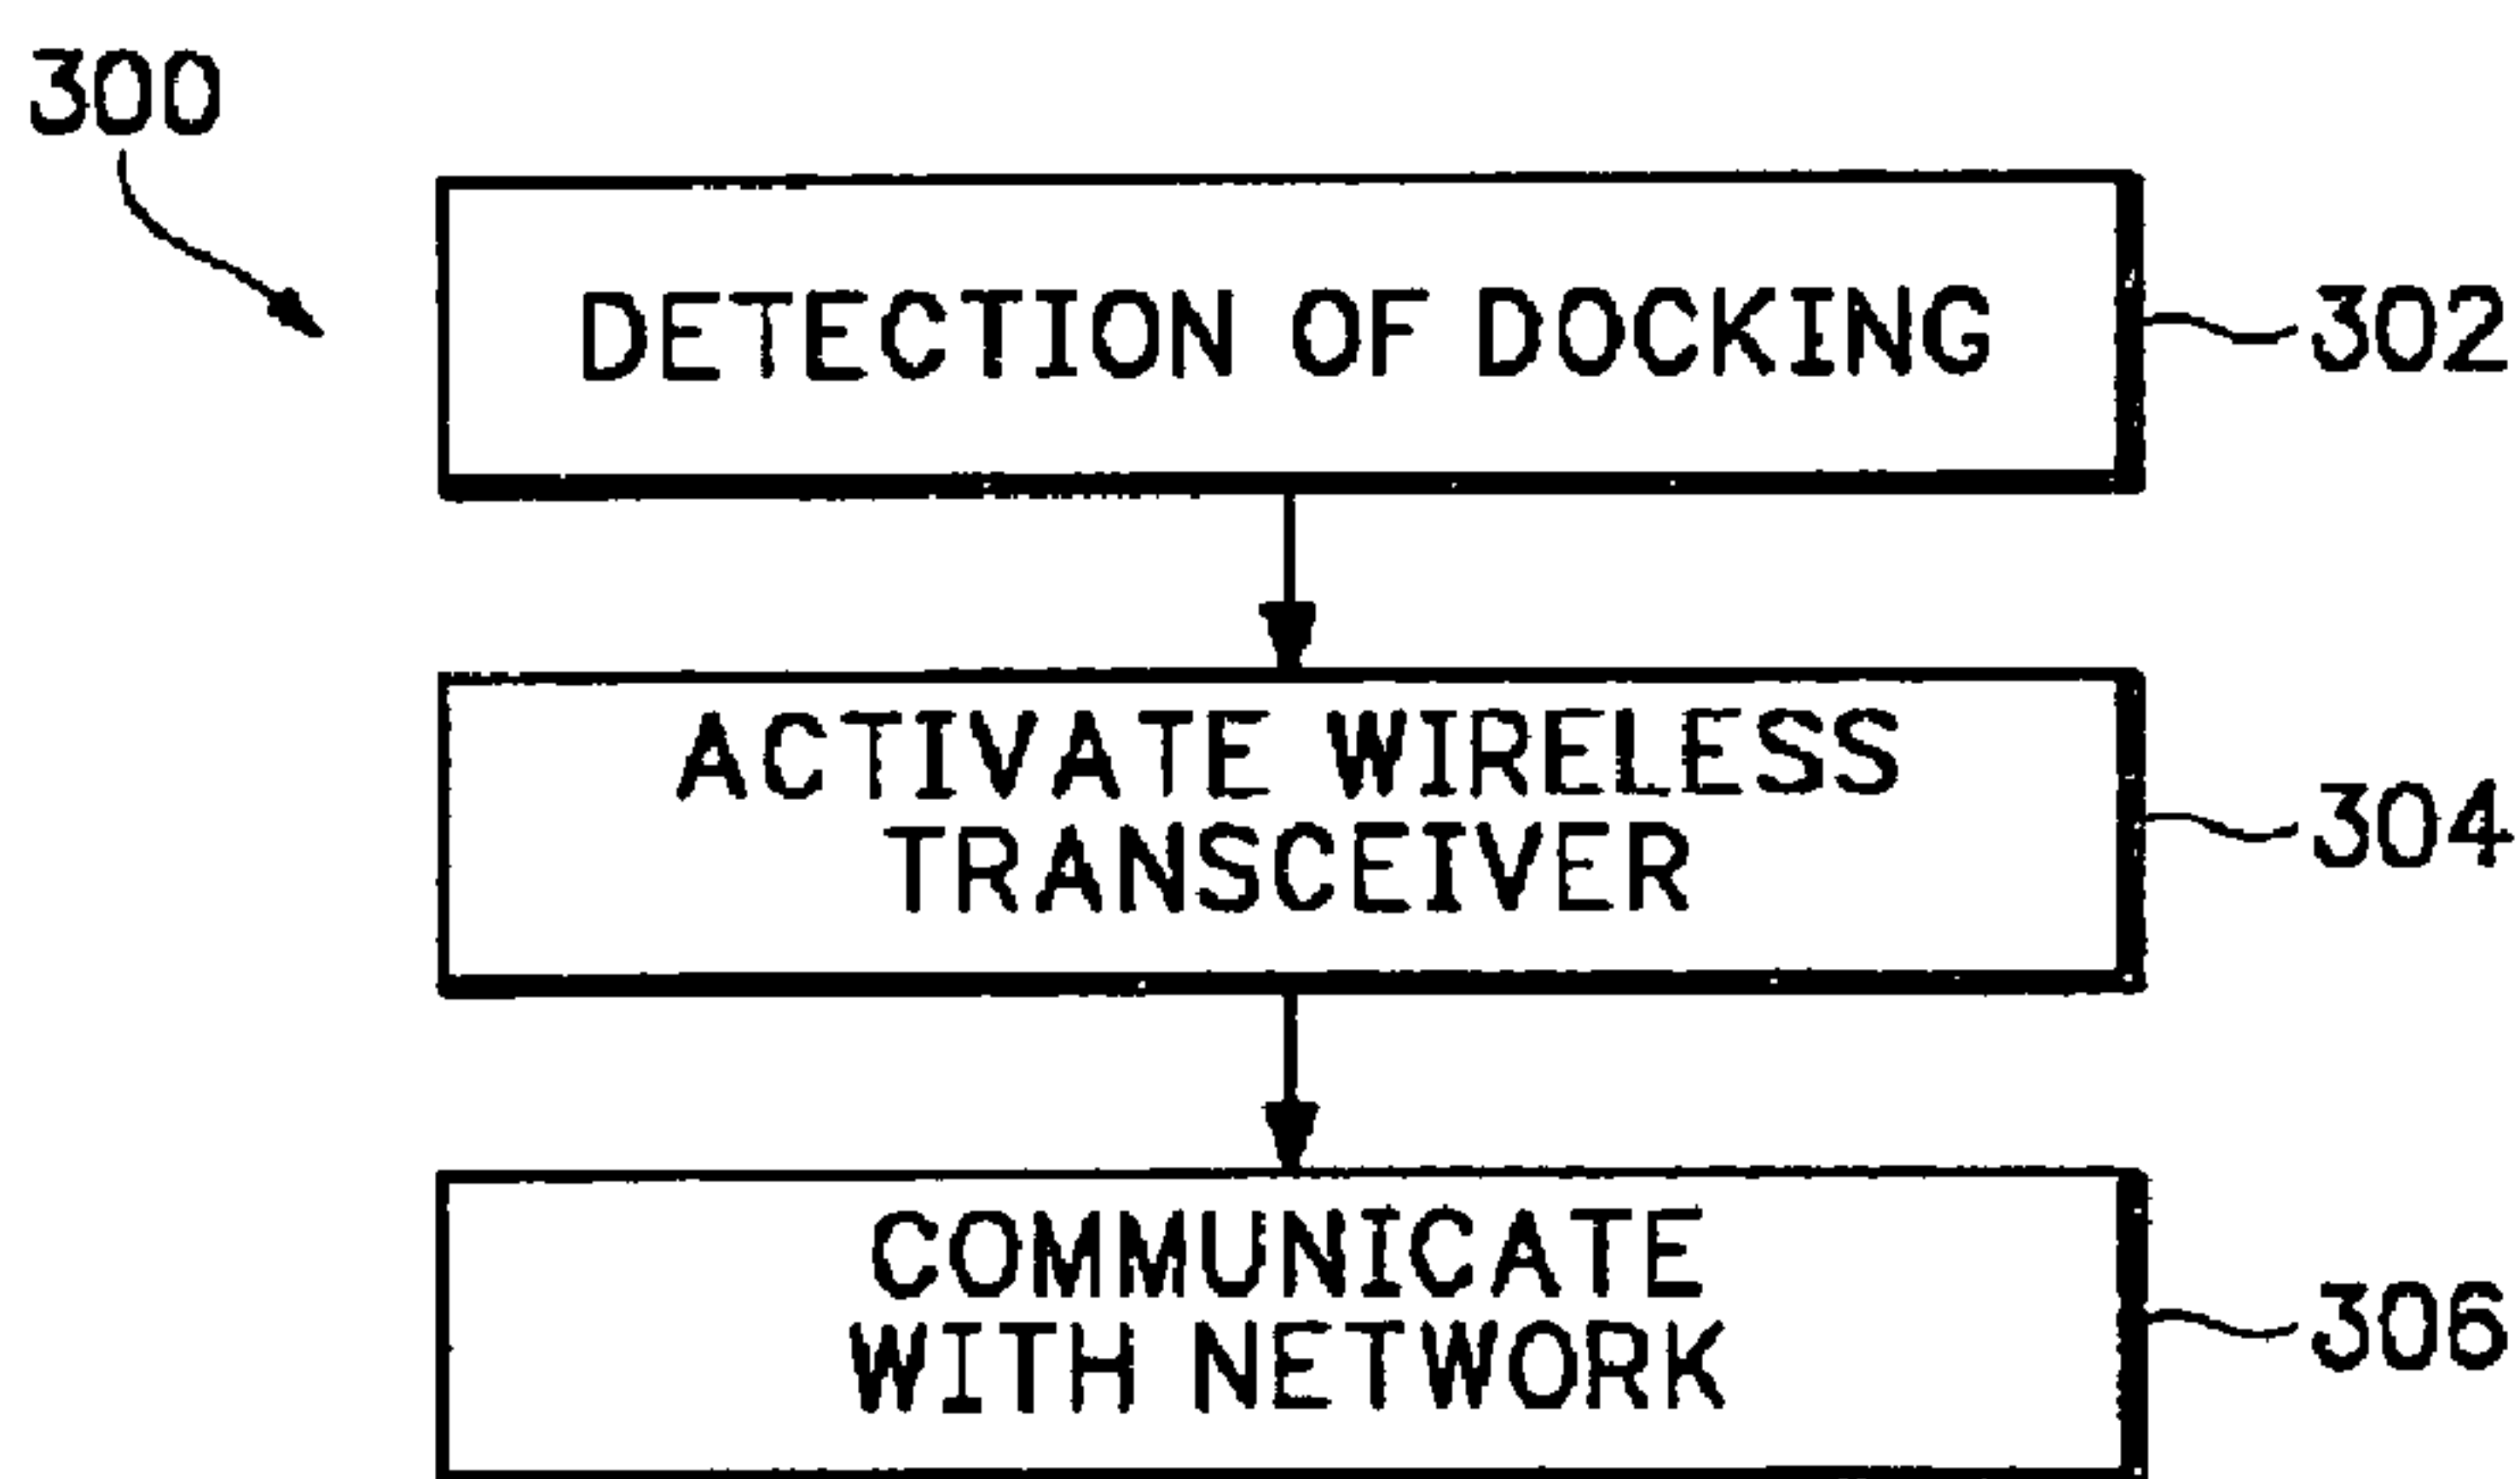 300
DETECTION OF DOCKING
302
ACTIVATE WIRELESS
TRANSCEIVER
304
COMMUNICATE
WITH NETWORK
306